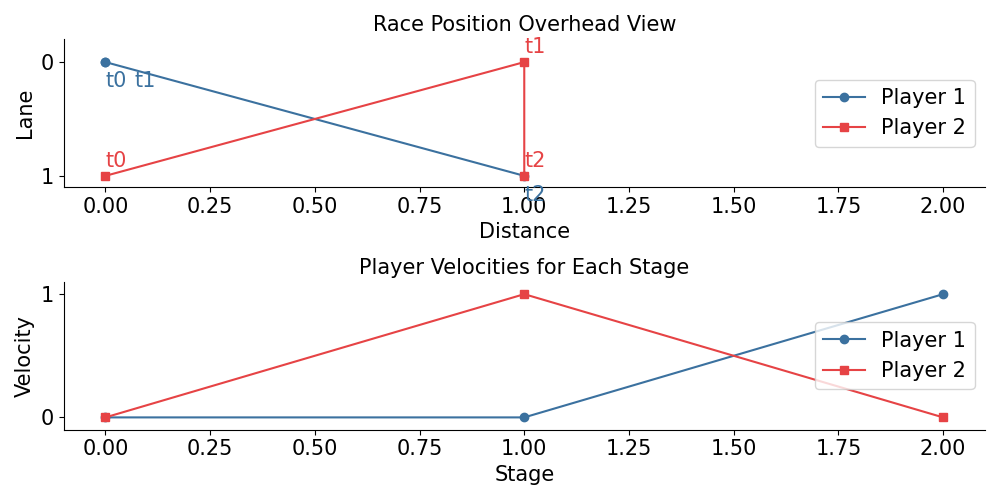 Race Position Overhead View
t1
0
t0 t1
Lane
Player 1
Player 2
t0
t2
1
t2
0.00 0.25 0.50 0.75 1.00 1.25 1.50 1.75 2.00
Distance
Player Velocities for Each Stage
1
Velocity
Player 1
Player 2
0
0.00 0.25 0.50 0.75 1.00 1.25 1.50 1.75 2.00
Stage